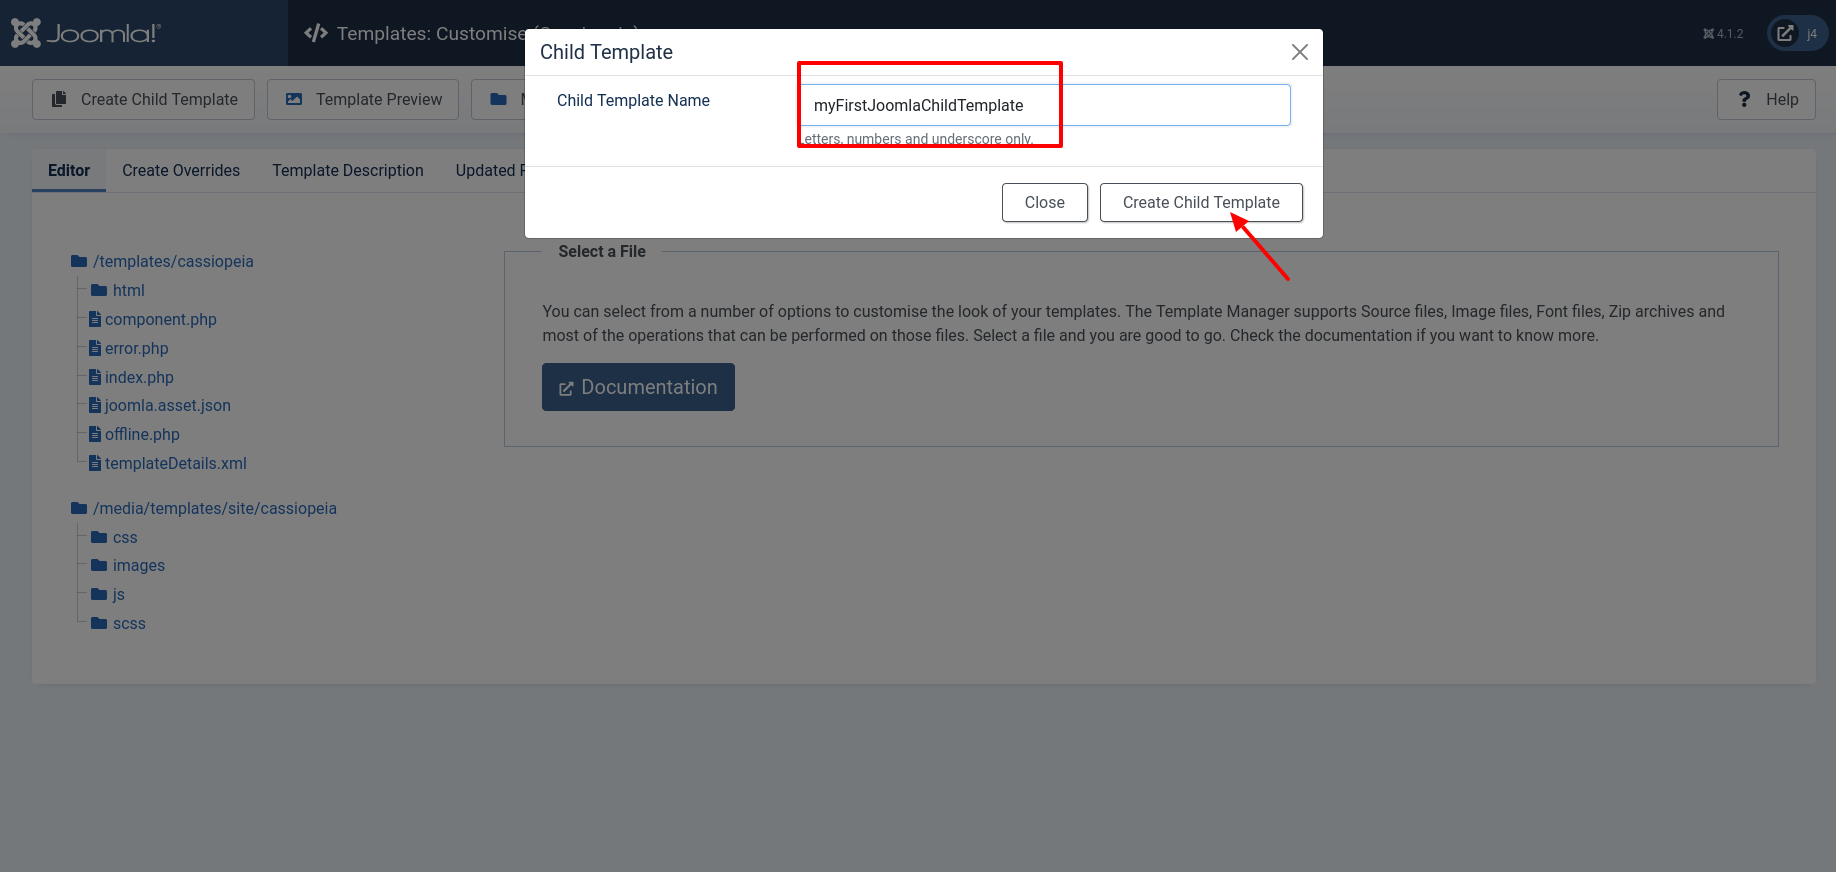 Joomla!
Templates: Customise
4.1.2
j4
Child Template
Create Child Template
Template Preview
Help
Child Template Name
myFirstJoomlaChildTemplate
etters, numbers and underscore only.
Close
Create Child Template
Editor
Create Overrides
Template Description
Updated
Select a File
/templates/cassiopeia
html
component.php
error.php
index.php
joomla.asset.json
offline.php
templateDetails.xml
/media/templates/site/cassiopeia
css
images
js
scss
You can select from a number of options to customise the look of your templates. The Template Manager supports Source files, Image files, Font files, Zip archives and
most of the operations that can be performed on those files. Select a file and you are good to go. Check the documentation if you want to know more.
Documentation